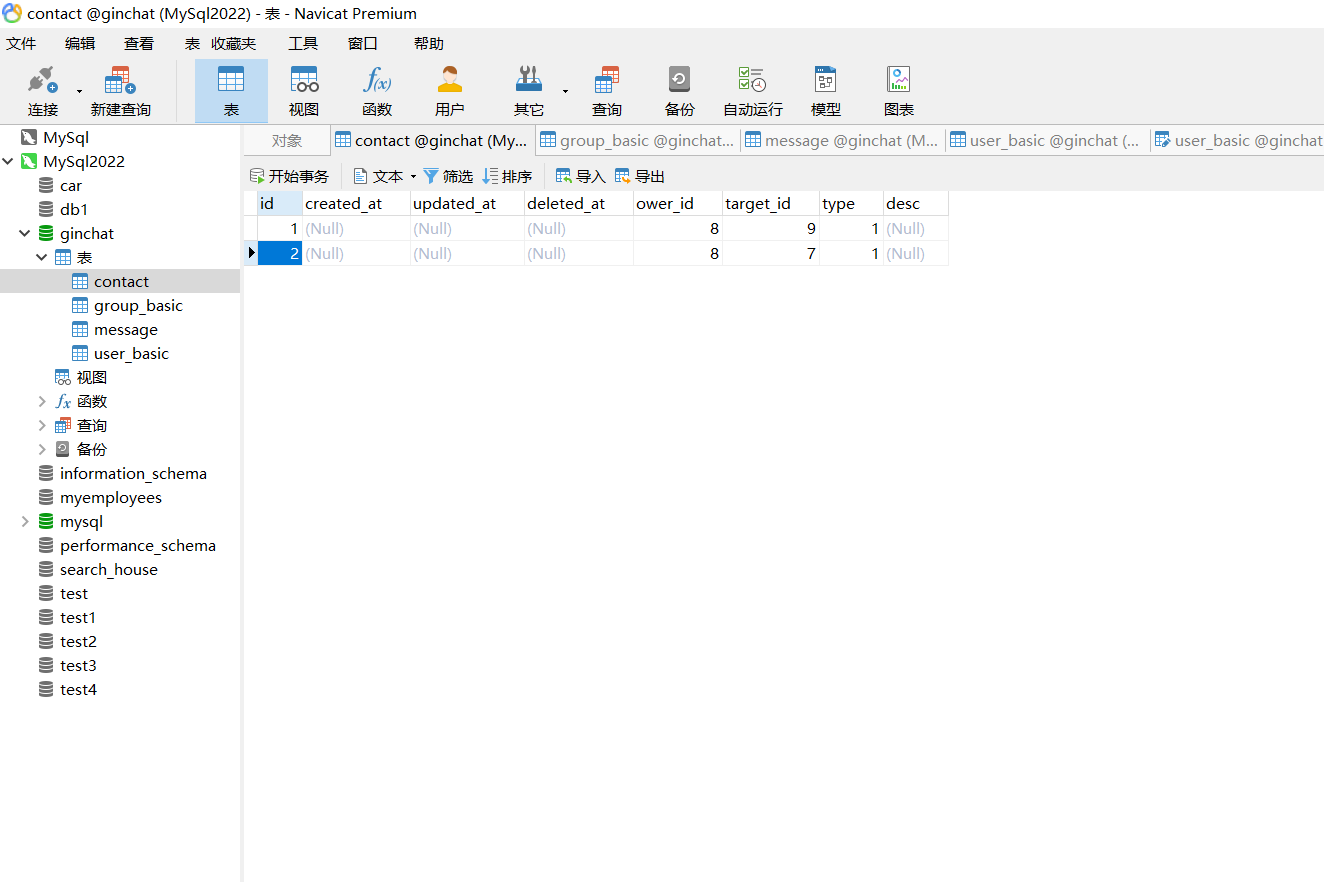 contact @ginchat (MySql2022) - 表 - Navicat Premium
文件 编辑 查看 表 收藏夹 工具 窗口 帮助
连接 新建查询 表 视图 函数 用户 其它 查询 备份 自动运行 模型 图表
MySql
MySql2022
car
db1
ginchat
表
contact
group_basic
message
user_basic
视图
函数
查询
备份
information_schema
myemployees
mysql
performance_schema
search_house
test
test1
test2
test3
test4
对象 contact @ginchat (My... group_basic @ginchat... message @ginchat (M... user_basic @ginchat (... user_basic @ginchat
开始事务 文本 筛选 排序 导入 导出
id created_at updated_at deleted_at ower_id target_id type desc
1 (Null) (Null) (Null) 8 9 1 (Null)
2 (Null) (Null) (Null) 8 7 1 (Null)